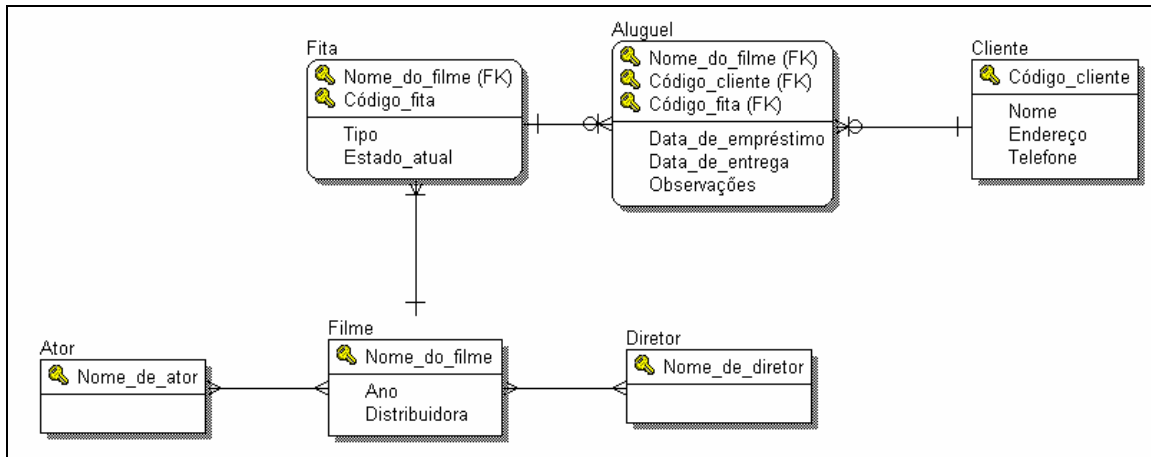 Fita
Nome_do_filme (FK)
Código_fita
Tipo
Estado_atual
Aluguel
Nome_do_filme (FK)
Código_cliente (FK)
Código_fita (FK)
Data_de_empréstimo
Data_de_entrega
Observaçőes
Cliente
Código_cliente
Nome
Endereço
Telefone
Ator
Nome_de_ator
Filme
Nome_do_filme
Ano
Distribuidora
Diretor
Nome_de_diretor